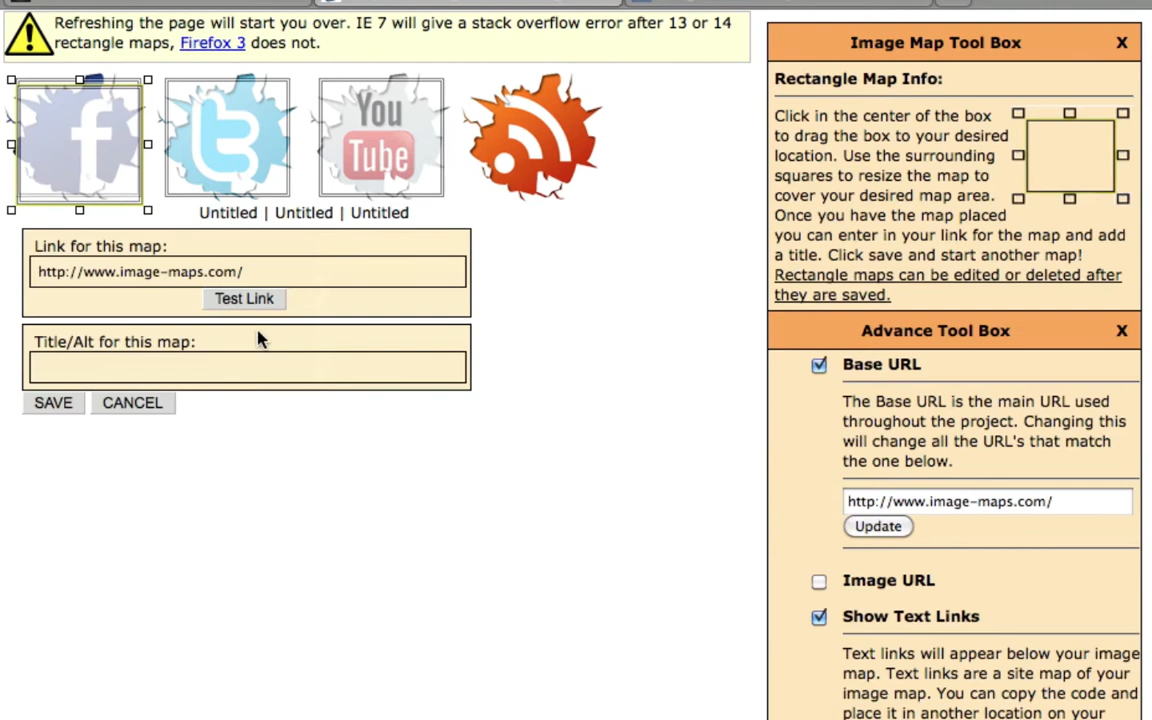 Refreshing the page will start you over. IE 7 will give a stack overflow error after 13 or 14
rectangle maps, Firefox 3 does not.
f
t
You
Tube
Untitled | Untitled | Untitled
Link for this map:
http://www.image-maps.com/
Test Link
Title/Alt for this map:
SAVE CANCEL
Image Map Tool Box X
Rectangle Map Info:
Click in the center of the box
to drag the box to your desired
location. Use the surrounding
squares to resize the map to
cover your desired map area.
Once you have the map placed
you can enter in your link for the map and add
a title. Click save and start another map!
Rectangle maps can be edited or deleted after
they are saved.
Advance Tool Box X
Base URL
The Base URL is the main URL used
throughout the project. Changing this
will change all the URL's that match
the one below.
http://www.image-maps.com/
Update
Image URL
Show Text Links
Text links will appear below your image
map. Text links are a site map of your
image map. You can copy the code and
place it in another location on your